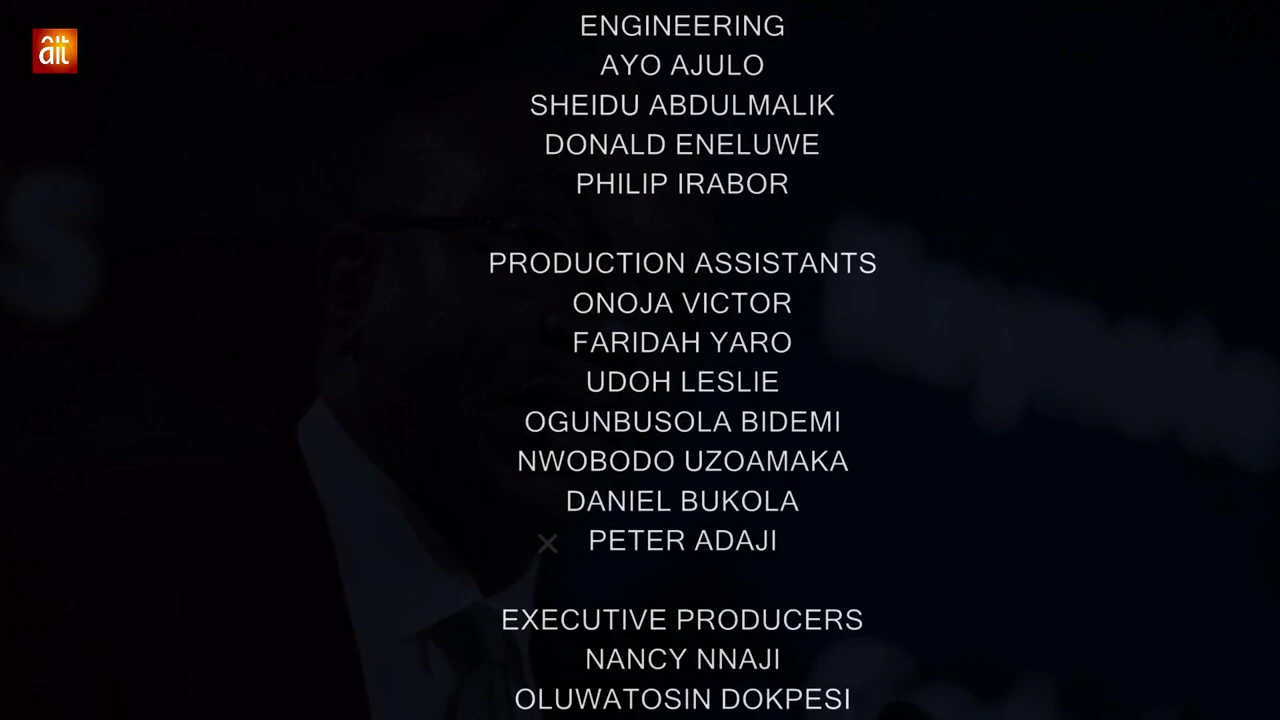 ait
ENGINEERING
AYO AJULO
SHEIDU ABDULMALIK
DONALD ENELUWE
PHILIP IRABOR
PRODUCTION ASSISTANTS
ONOJA VICTOR
FARIDAH YARO
UDOH LESLIE
OGUNBUSOLA BIDEMI
NWOBODO UZOAMAKA
DANIEL BUKOLA
PETER ADAJI
EXECUTIVE PRODUCERS
NANCY NNAJI
OLUWATOSIN DOKPESI